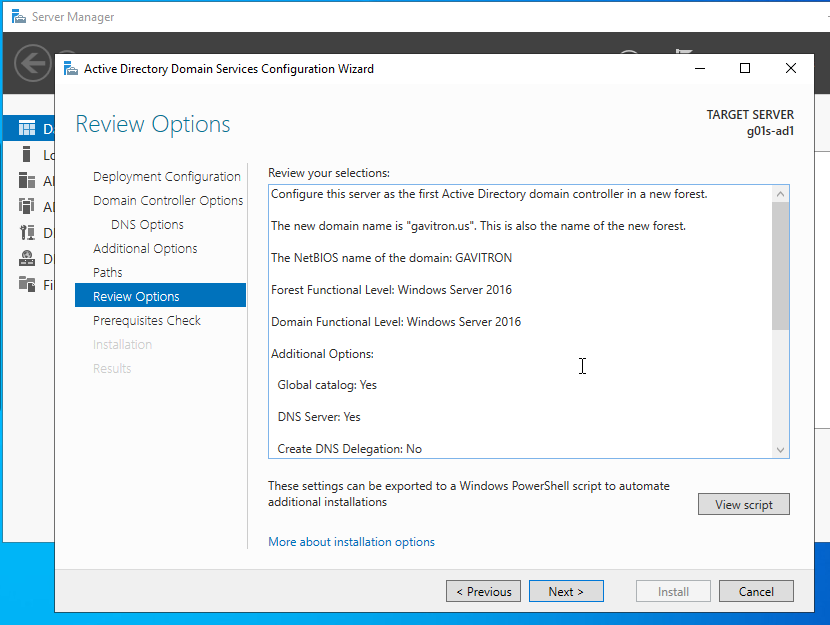 Server Manager
Active Directory Domain Services Configuration Wizard
Review Options
TARGET SERVER
g01s-ad1
Deployment Configuration
Domain Controller Options
DNS Options
Additional Options
Paths
Review Options
Prerequisites Check
Installation
Results
Review your selections:
Configure this server as the first Active Directory domain controller in a new forest.
The new domain name is "gavitron.us". This is also the name of the new forest.
The NetBIOS name of the domain: GAVITRON
Forest Functional Level: Windows Server 2016
Domain Functional Level: Windows Server 2016
Additional Options:
Global catalog: Yes
DNS Server: Yes
Create DNS Delegation: No
These settings can be exported to a Windows PowerShell script to automate
additional installations
View script
More about installation options
< Previous
Next >
Install
Cancel